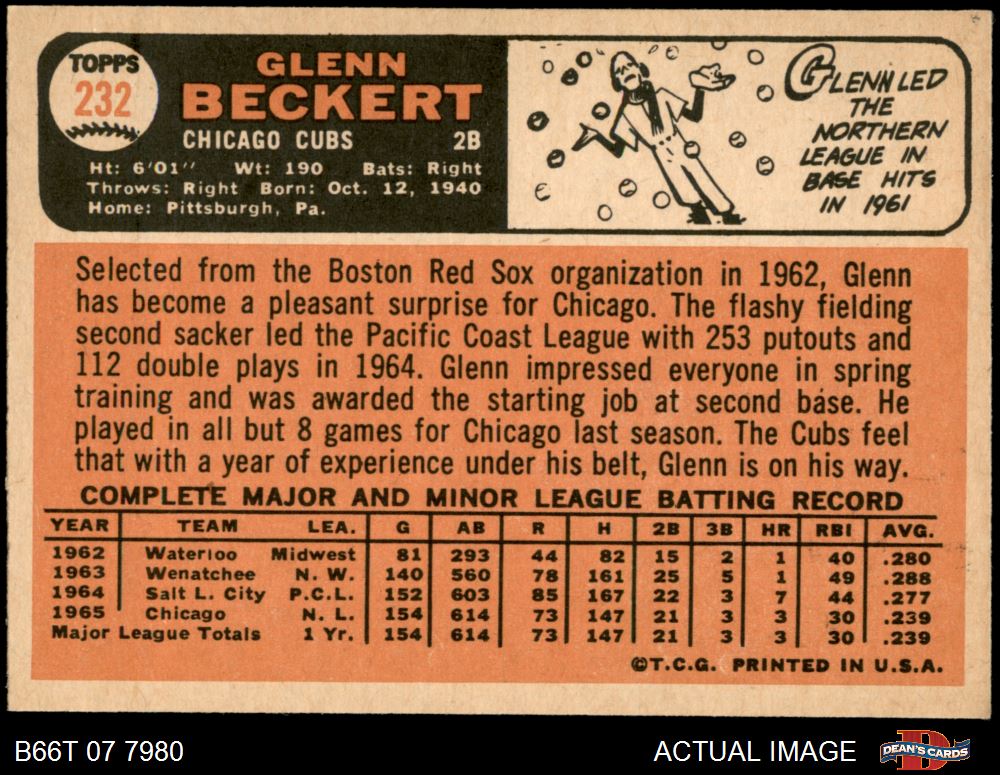 TOPPS
232
GLENN
BECKERT
CHICAGO CUBS 2B
Ht: 6'01" Wt: 190 Bats: Right
Throws: Right Born: Oct. 12, 1940
Home: Pittsburgh, Pa.
GLENN LED
THE
NORTHERN
LEAGUE IN
BASE HITS
IN 1961
Selected from the Boston Red Sox organization in 1962, Glenn
has become a pleasant surprise for Chicago. The flashy fielding
second sacker led the Pacific Coast League with 253 putouts and
112 double plays in 1964. Glenn impressed everyone in spring
training and was awarded the starting job at second base. He
played in all but 8 games for Chicago last season. The Cubs feel
that with a year of experience under his belt, Glenn is on his way.
COMPLETE MAJOR AND MINOR LEAGUE BATTING RECORD
YEAR TEAM LEA. G AB R H 2B 3B HR RBI AVG.
1962 Waterloo Midwest 81 293 44 82 15 2 1 40 .280
1963 Wenatchee N. W. 140 560 78 161 25 5 1 49 .288
1964 Salt L. City P.C.L. 152 603 85 167 22 3 7 44 .277
1965 Chicago N. L. 154 614 73 147 21 3 3 30 .239
Major League Totals 1 Yr. 154 614 73 147 21 3 3 30 .239
©T.C.G. PRINTED IN U.S.A.
B66T 07 7980 ACTUAL IMAGE DEAN'S CARDS